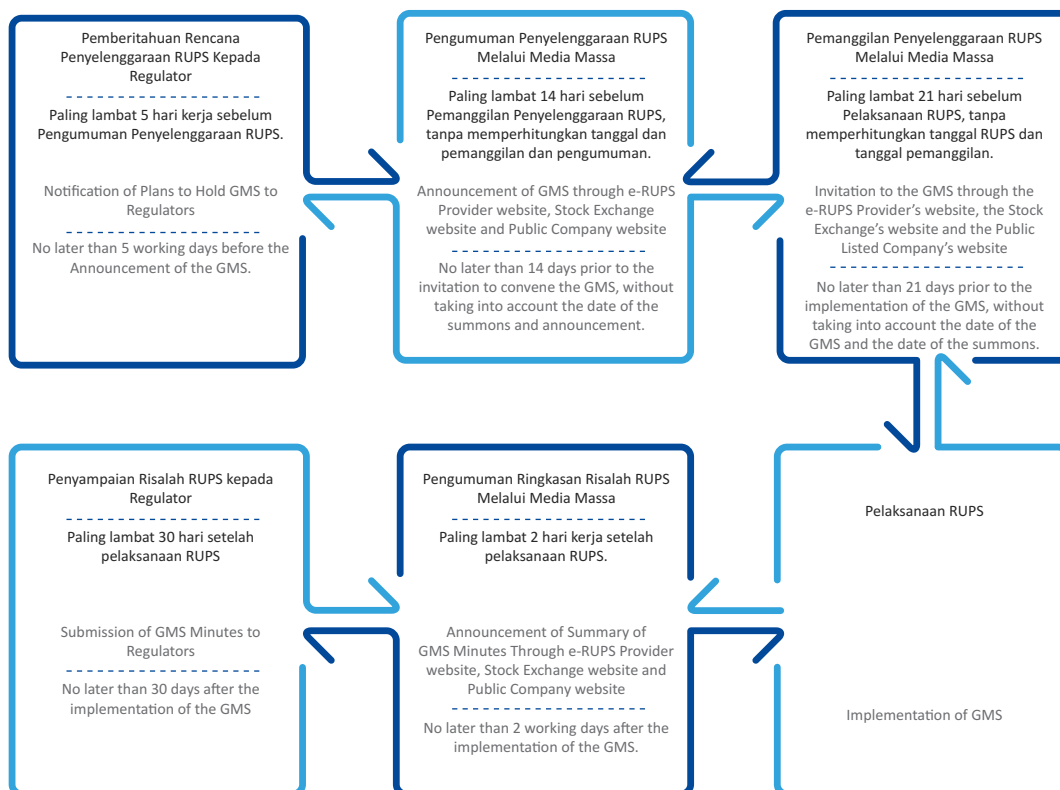 Pemberitahuan Rencana
Penyelenggaraan RUPS Kepada
Regulator
Paling lambat 5 hari kerja sebelum
Pengumuman Penyelenggaraan RUPS.
Notification of Plans to Hold GMS to
Regulators
No later than 5 working days before the
Announcement of the GMS.
Pengumuman Penyelenggaraan RUPS
Melalui Media Massa
Paling lambat 14 hari sebelum
Pemanggilan Penyelenggaraan RUPS,
tanpa memperhitungkan tanggal dan
pemanggilan dan pengumuman.
Announcement of GMS through e-RUPS
Provider website, Stock Exchange
website and Public Company website
No later than 14 days prior to the
invitation to convene the GMS, without
taking into account the date of the
summons and announcement.
Pemanggilan Penyelenggaraan RUPS
Melalui Media Massa
Paling lambat 21 hari sebelum
Pelaksanaan RUPS, tanpa
memperhitungkan tanggal RUPS dan
tanggal pemanggilan.
Invitation to the GMS through the
e-RUPS Provider’s website, the Stock
Exchange’s website and the Public
Listed Company’s website
No later than 21 days prior to the
implementation of the GMS, without
taking into account the date of the
GMS and the date of the summons.
Penyampaian Risalah RUPS kepada
Regulator
Paling lambat 30 hari setelah
pelaksanaan RUPS
Submission of GMS Minutes to
Regulators
No later than 30 days after the
implementation of the GMS
Pengumuman Ringkasan Risalah RUPS
Melalui Media Massa
Paling lambat 2 hari kerja setelah
pelaksanaan RUPS.
Announcement of Summary of
GMS Minutes Through e-RUPS Provider
website, Stock Exchange website and
Public Company website
No later than 2 working days after the
implementation of the GMS.
Pelaksanaan RUPS
Implementation of GMS